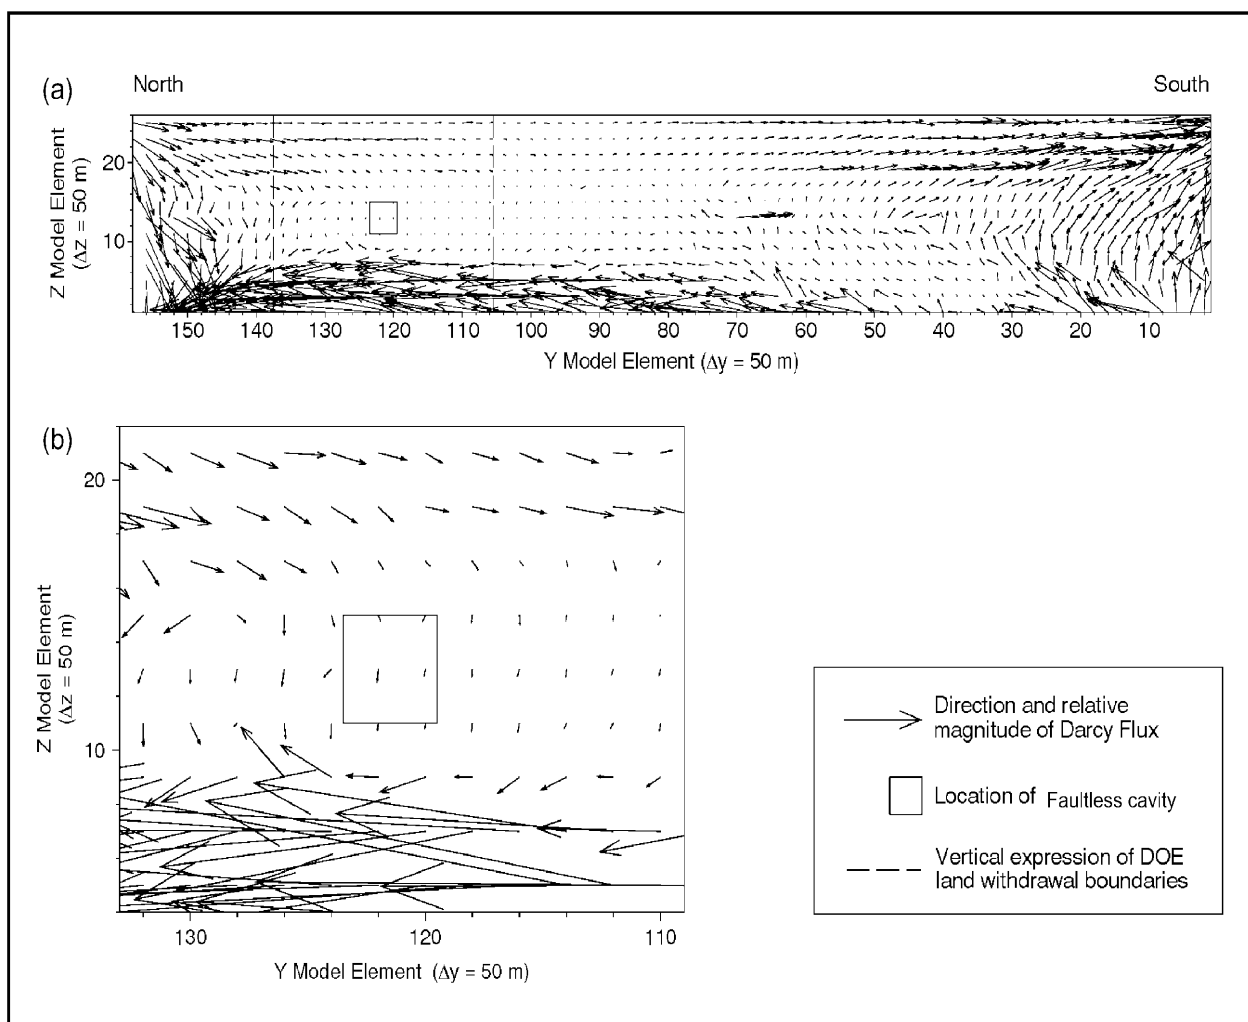 (a)
North
South
Z Model Element
(Δz = 50 m)
20
10
150 140 130 120 110 100 90 80 70 60 50 40 30 20 10
Y Model Element (Δy = 50 m)
(b)
20
10
Z Model Element
(Δz = 50 m)
130 120 110
Y Model Element (Δy = 50 m)
Direction and relative
magnitude of Darcy Flux
Location of Faultless cavity
Vertical expression of DOE
land withdrawal boundaries